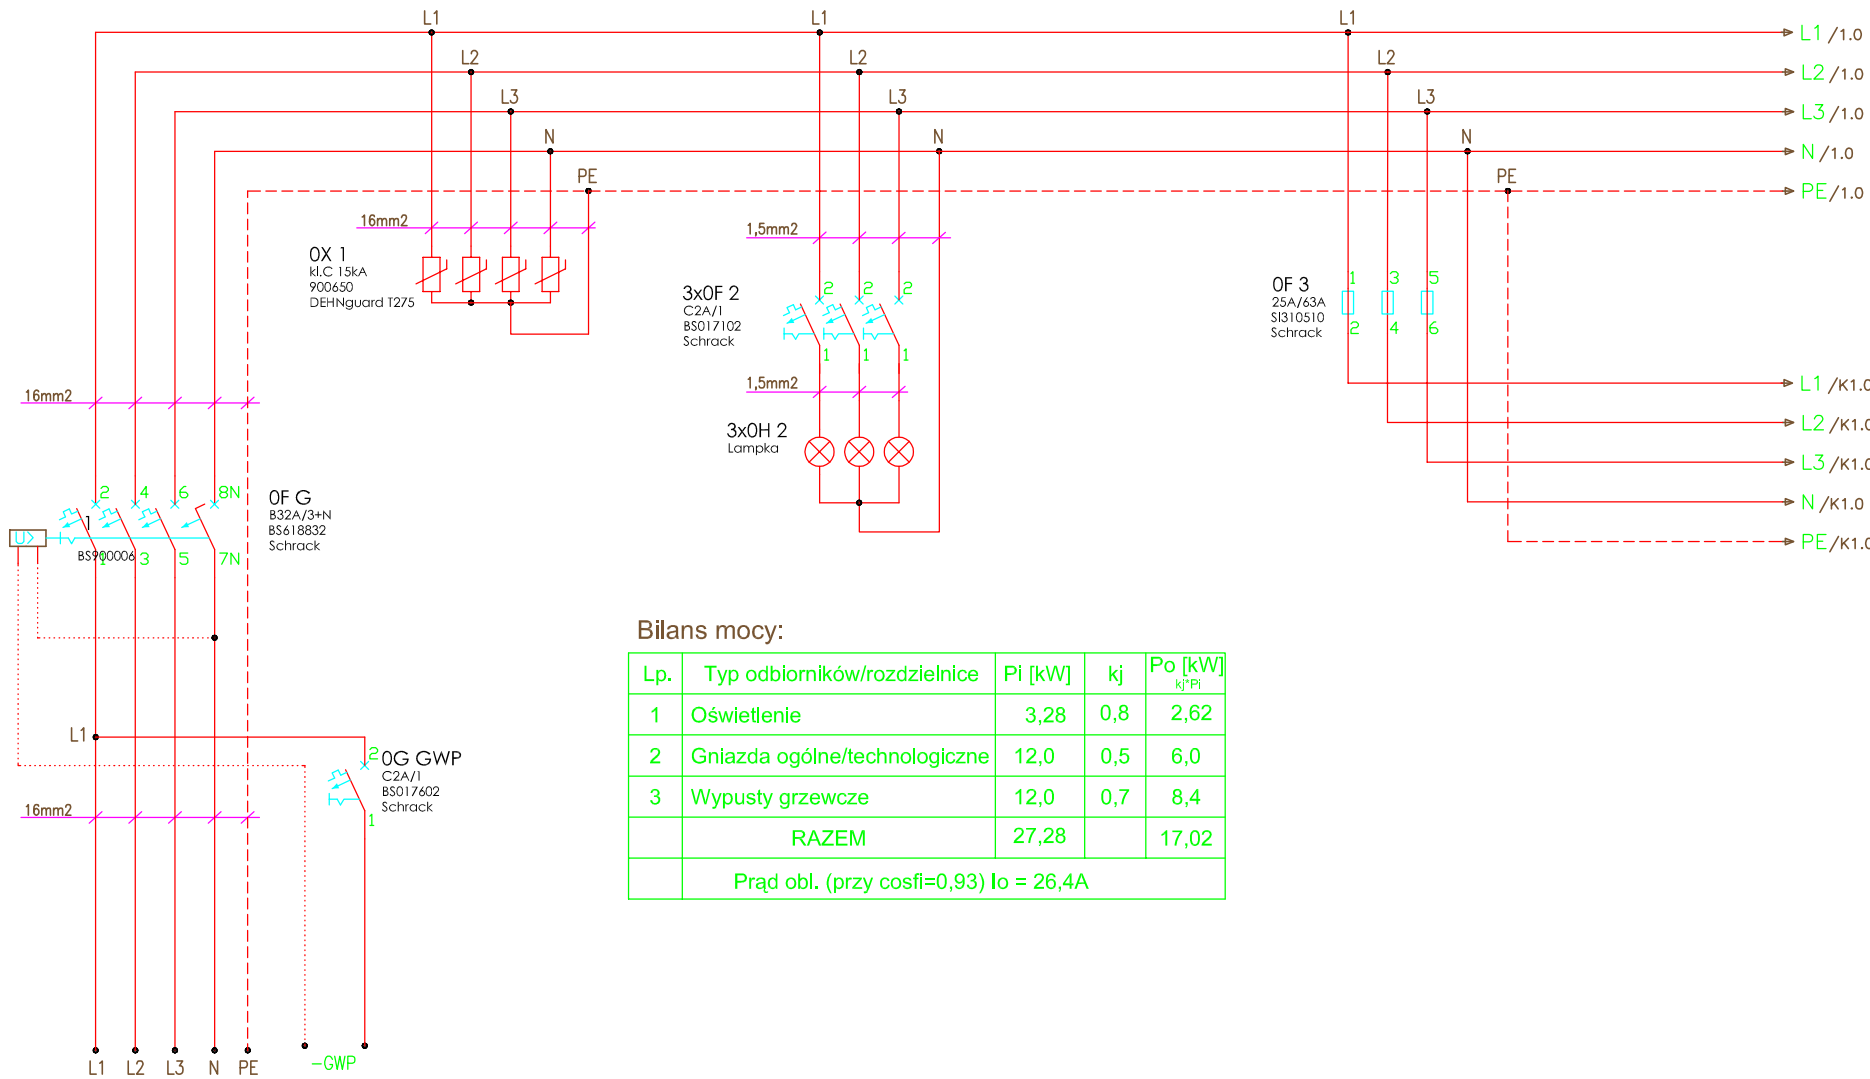 L1 L1 L1
L1 /1.0
L2 L2 L2
L2 /1.0
L3 L3 L3
L3 /1.0
N N N
N /1.0
PE PE
PE /1.0
16mm2
1,5mm2
0X 1
kl.C 15kA
900650
DEHNguard T275
3x0F 2
C2A/1
BS017102
Schrack
2 2 2
1 1 1
0F 3
25A/63A
SI310510
Schrack
1 3 5
2 4 6
1,5mm2
3x0H 2
Lampka
L1 /K1.0
L2 /K1.0
L3 /K1.0
N /K1.0
PE /K1.0
16mm2
2 4 6 8N
0F G
B32A/3+N
BS618832
Schrack
U>
1
BS900006
1 3 5 7N
L1
2
0G GWP
C2A/1
BS017602
Schrack
1
16mm2
L1 L2 L3 N PE
-GWP
Bilans mocy:
Lp. Typ odbiorników/rozdzielnice Pi [kW] kj Po [kW]
kj*Pi
1 Oświetlenie 3,28 0,8 2,62
2 Gniazda ogólne/technologiczne 12,0 0,5 6,0
3 Wypusty grzewcze 12,0 0,7 8,4
RAZEM 27,28 17,02
Prąd obl. (przy cosfi=0,93) Io = 26,4A